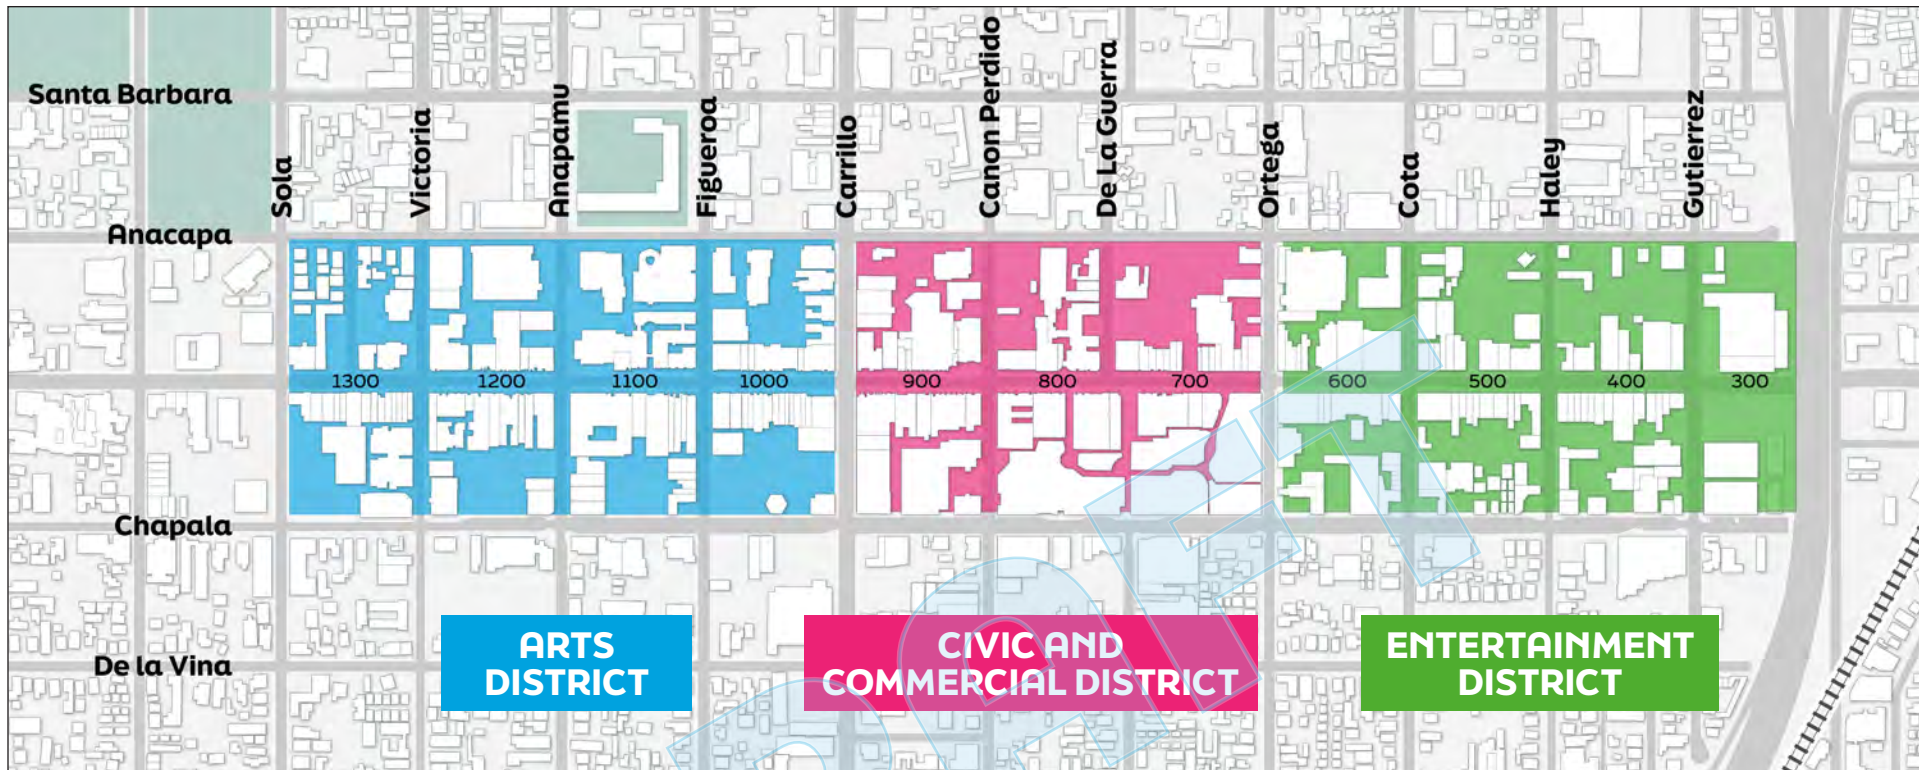 Santa Barbara
Anacapa
Chapala
De la Vina
Sola
Victoria
Anapamu
Figueroa
Carrillo
Canon Perdido
De La Guerra
Ortega
Cota
Haley
Gutierrez
1300
1200
1100
1000
900
800
700
600
500
400
300
ARTS
DISTRICT
CIVIC AND
COMMERCIAL DISTRICT
ENTERTAINMENT
DISTRICT
DRAFT